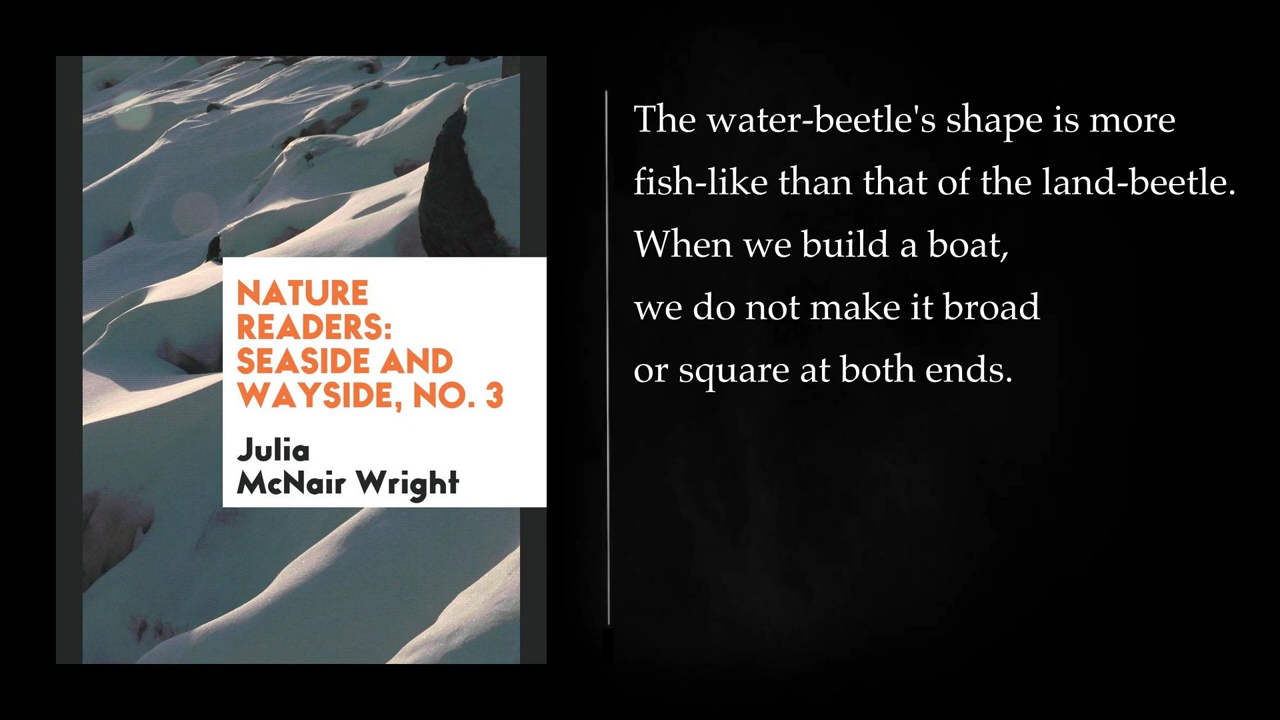 NATURE
READERS:
SEASIDE AND
WAYSIDE, NO. 3
Julia
McNair Wright
The water-beetle's shape is more
fish-like than that of the land-beetle.
When we build a boat,
we do not make it broad
or square at both ends.